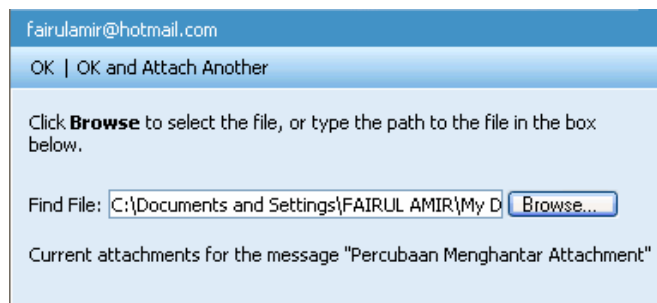 fairulamir@hotmail.com
OK | OK and Attach Another
Click Browse to select the file, or type the path to the file in the box
below.
Find File: C:\Documents and Settings\FAIRUL AMIR\My D Browse...
Current attachments for the message "Percubaan Menghantar Attachment"